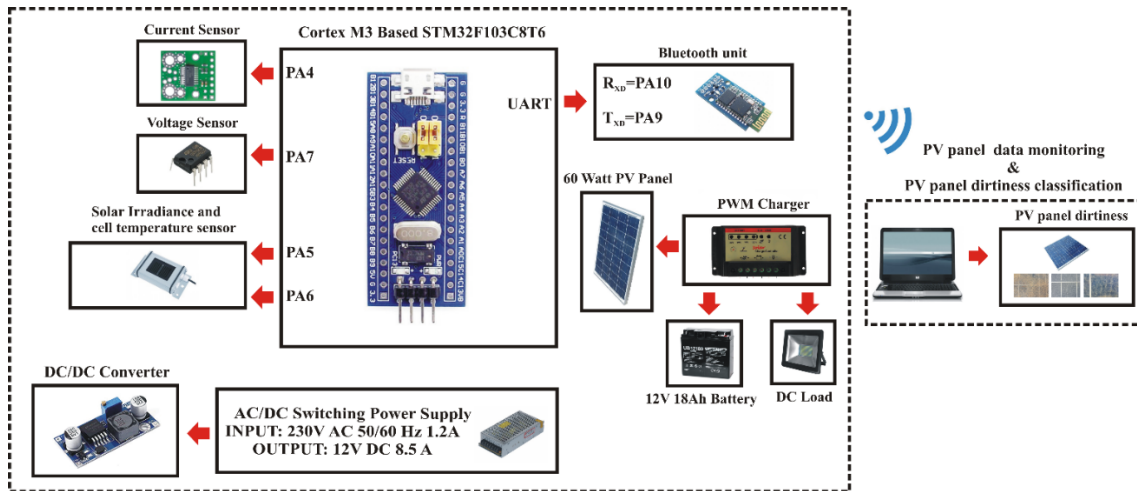 Current Sensor
PA4
Voltage Sensor
PA7
Solar Irradiance and
cell temperature sensor
PA5
PA6
Cortex M3 Based STM32F103C8T6
RESET
UART
Bluetooth unit
RXD=PA10
TXD=PA9
60 Watt PV Panel
PWM Charger
12V 18Ah Battery
DC Load
DC/DC Converter
AC/DC Switching Power Supply
INPUT: 230V AC 50/60 Hz 1.2A
OUTPUT: 12V DC 8.5 A
PV panel data monitoring
&
PV panel dirtiness classification
PV panel dirtiness